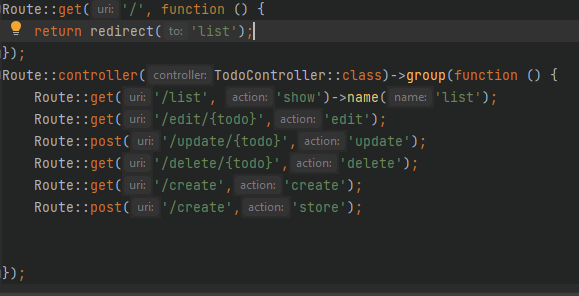 Route::get( uri: '/', function () {
    return redirect( to: 'list');
});
Route::controller( controller: TodoController::class)->group(function () {
    Route::get( uri: '/list', action: 'show')->name( name: 'list');
    Route::get( uri: '/edit/{todo}', action: 'edit');
    Route::post( uri: '/update/{todo}', action: 'update');
    Route::get( uri: '/delete/{todo}', action: 'delete');
    Route::get( uri: '/create', action: 'create');
    Route::post( uri: '/create', action: 'store');
});